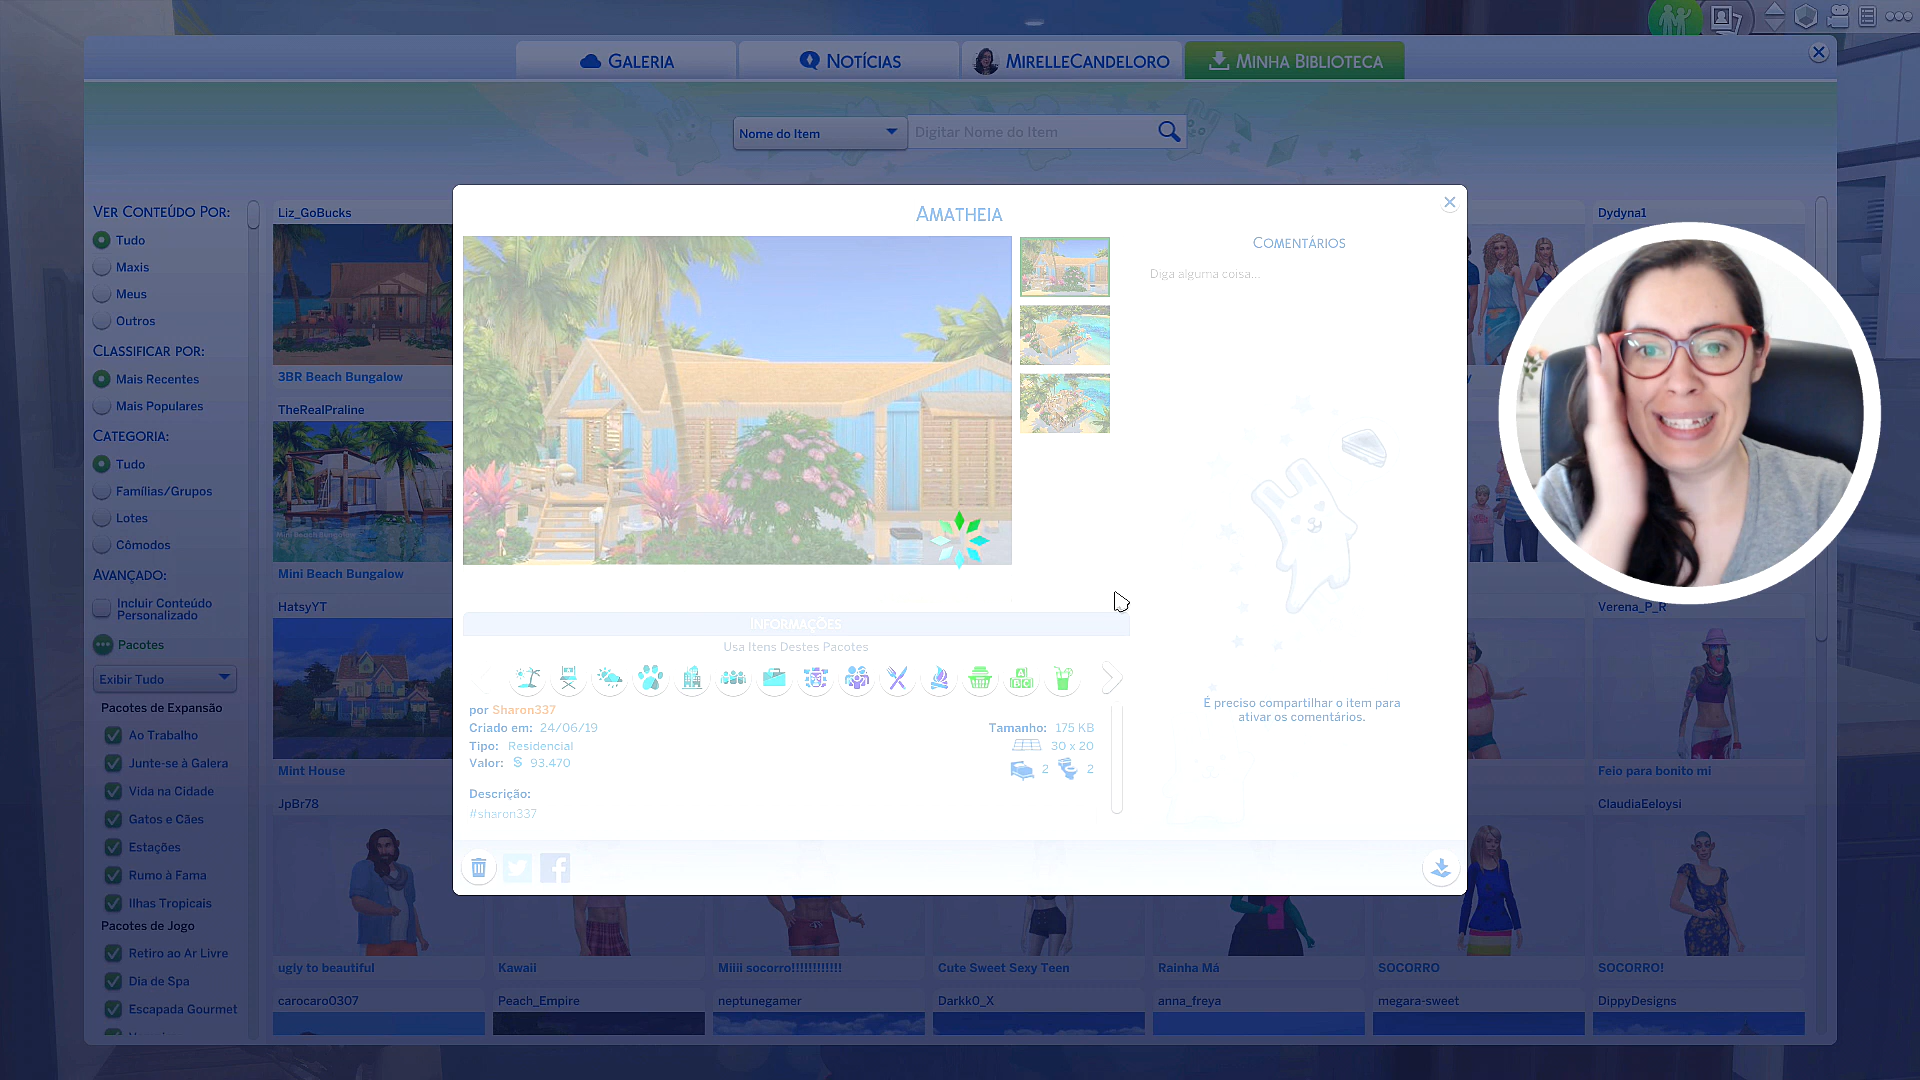 Galeria
Notícias
MirelleCandeloro
Minha Biblioteca
Nome do Item
Digitar Nome do Item
Ver Conteúdo Por:
Tudo
Maxis
Meus
Outros
Classificar por:
Mais Recentes
Mais Populares
Categoria:
Tudo
Famílias/Grupos
Lotes
Cômodos
Avançado:
Incluir Conteúdo
Personalizado
Pacotes
Exibir Tudo
Pacotes de Expansão
Ao Trabalho
Junte-se à Galera
Vida na Cidade
Gatos e Cães
Estações
Rumo à Fama
Ilhas Tropicais
Pacotes de Jogo
Retiro ao Ar Livre
Dia de Spa
Escapada Gourmet
Liz_GoBucks
3BR Beach Bungalow
TheRealPraline
Mini Beach Bungalow
Mini Beach Bungalow
HatsyYT
Mint House
JpBr78
ugly to beautiful
Kawaii
Miiii socorro!!!!!!!!!!!!
Cute Sweet Sexy Teen
Rainha Má
SOCORRO
SOCORRO!
carocaro0307
Peach_Empire
neptunegamer
Darkk0_X
anna_freya
megara-sweet
DippyDesigns
Dydyna1
Verena_P_R
Feio para bonito mi
ClaudiaEeloysi
Amatheia
Comentários
Diga alguma coisa...
É preciso compartilhar o item para
ativar os comentários.
Informações
Usa Itens Destes Pacotes
por Sharon337
Criado em: 24/06/19
Tipo: Residencial
Valor: § 93.470
Tamanho: 175 KB
30 x 20
2 2
Descrição:
#sharon337